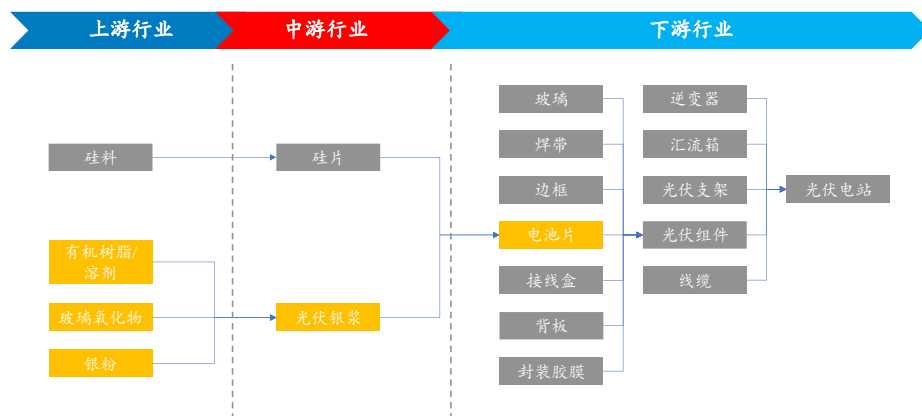 上游行业
中游行业
下游行业
硅料
有机树脂/
溶剂
玻璃氧化物
银粉
硅片
光伏银浆
玻璃
焊带
边框
电池片
接线盒
背板
封装胶膜
逆变器
汇流箱
光伏支架
光伏组件
线缆
光伏电站